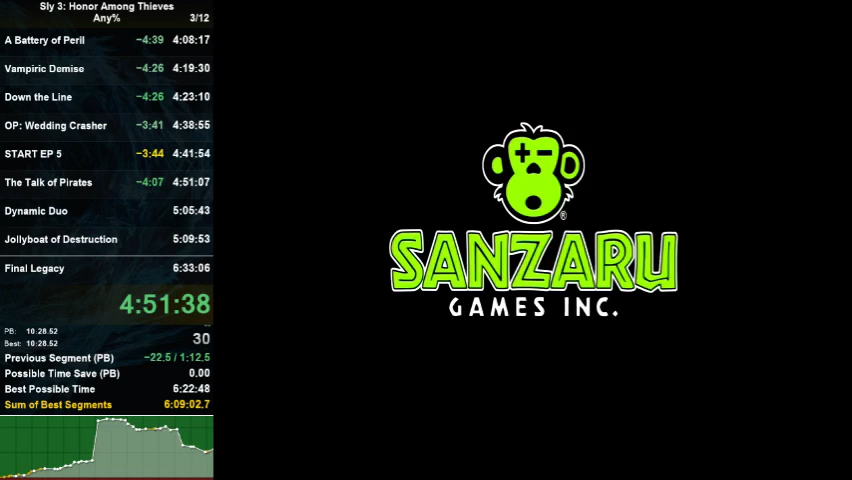 Sly 3: Honor Among Thieves
Any% 3/12
A Battery of Peril −4:39 4:08:17
Vampiric Demise −4:26 4:19:30
Down the Line −4:26 4:23:10
OP: Wedding Crasher −3:41 4:38:55
START EP 5 −3:44 4:41:54
The Talk of Pirates −4:07 4:51:07
Dynamic Duo 5:05:43
Jollyboat of Destruction 5:09:53
Final Legacy 6:33:06
4:51:38
PB: 10:28.52
Best: 10:28.52
30
Previous Segment (PB) −22.5 / 1:12.5
Possible Time Save (PB) 0.00
Best Possible Time 6:22:48
Sum of Best Segments 6:09:02.7
SANZARU
GAMES INC.
®